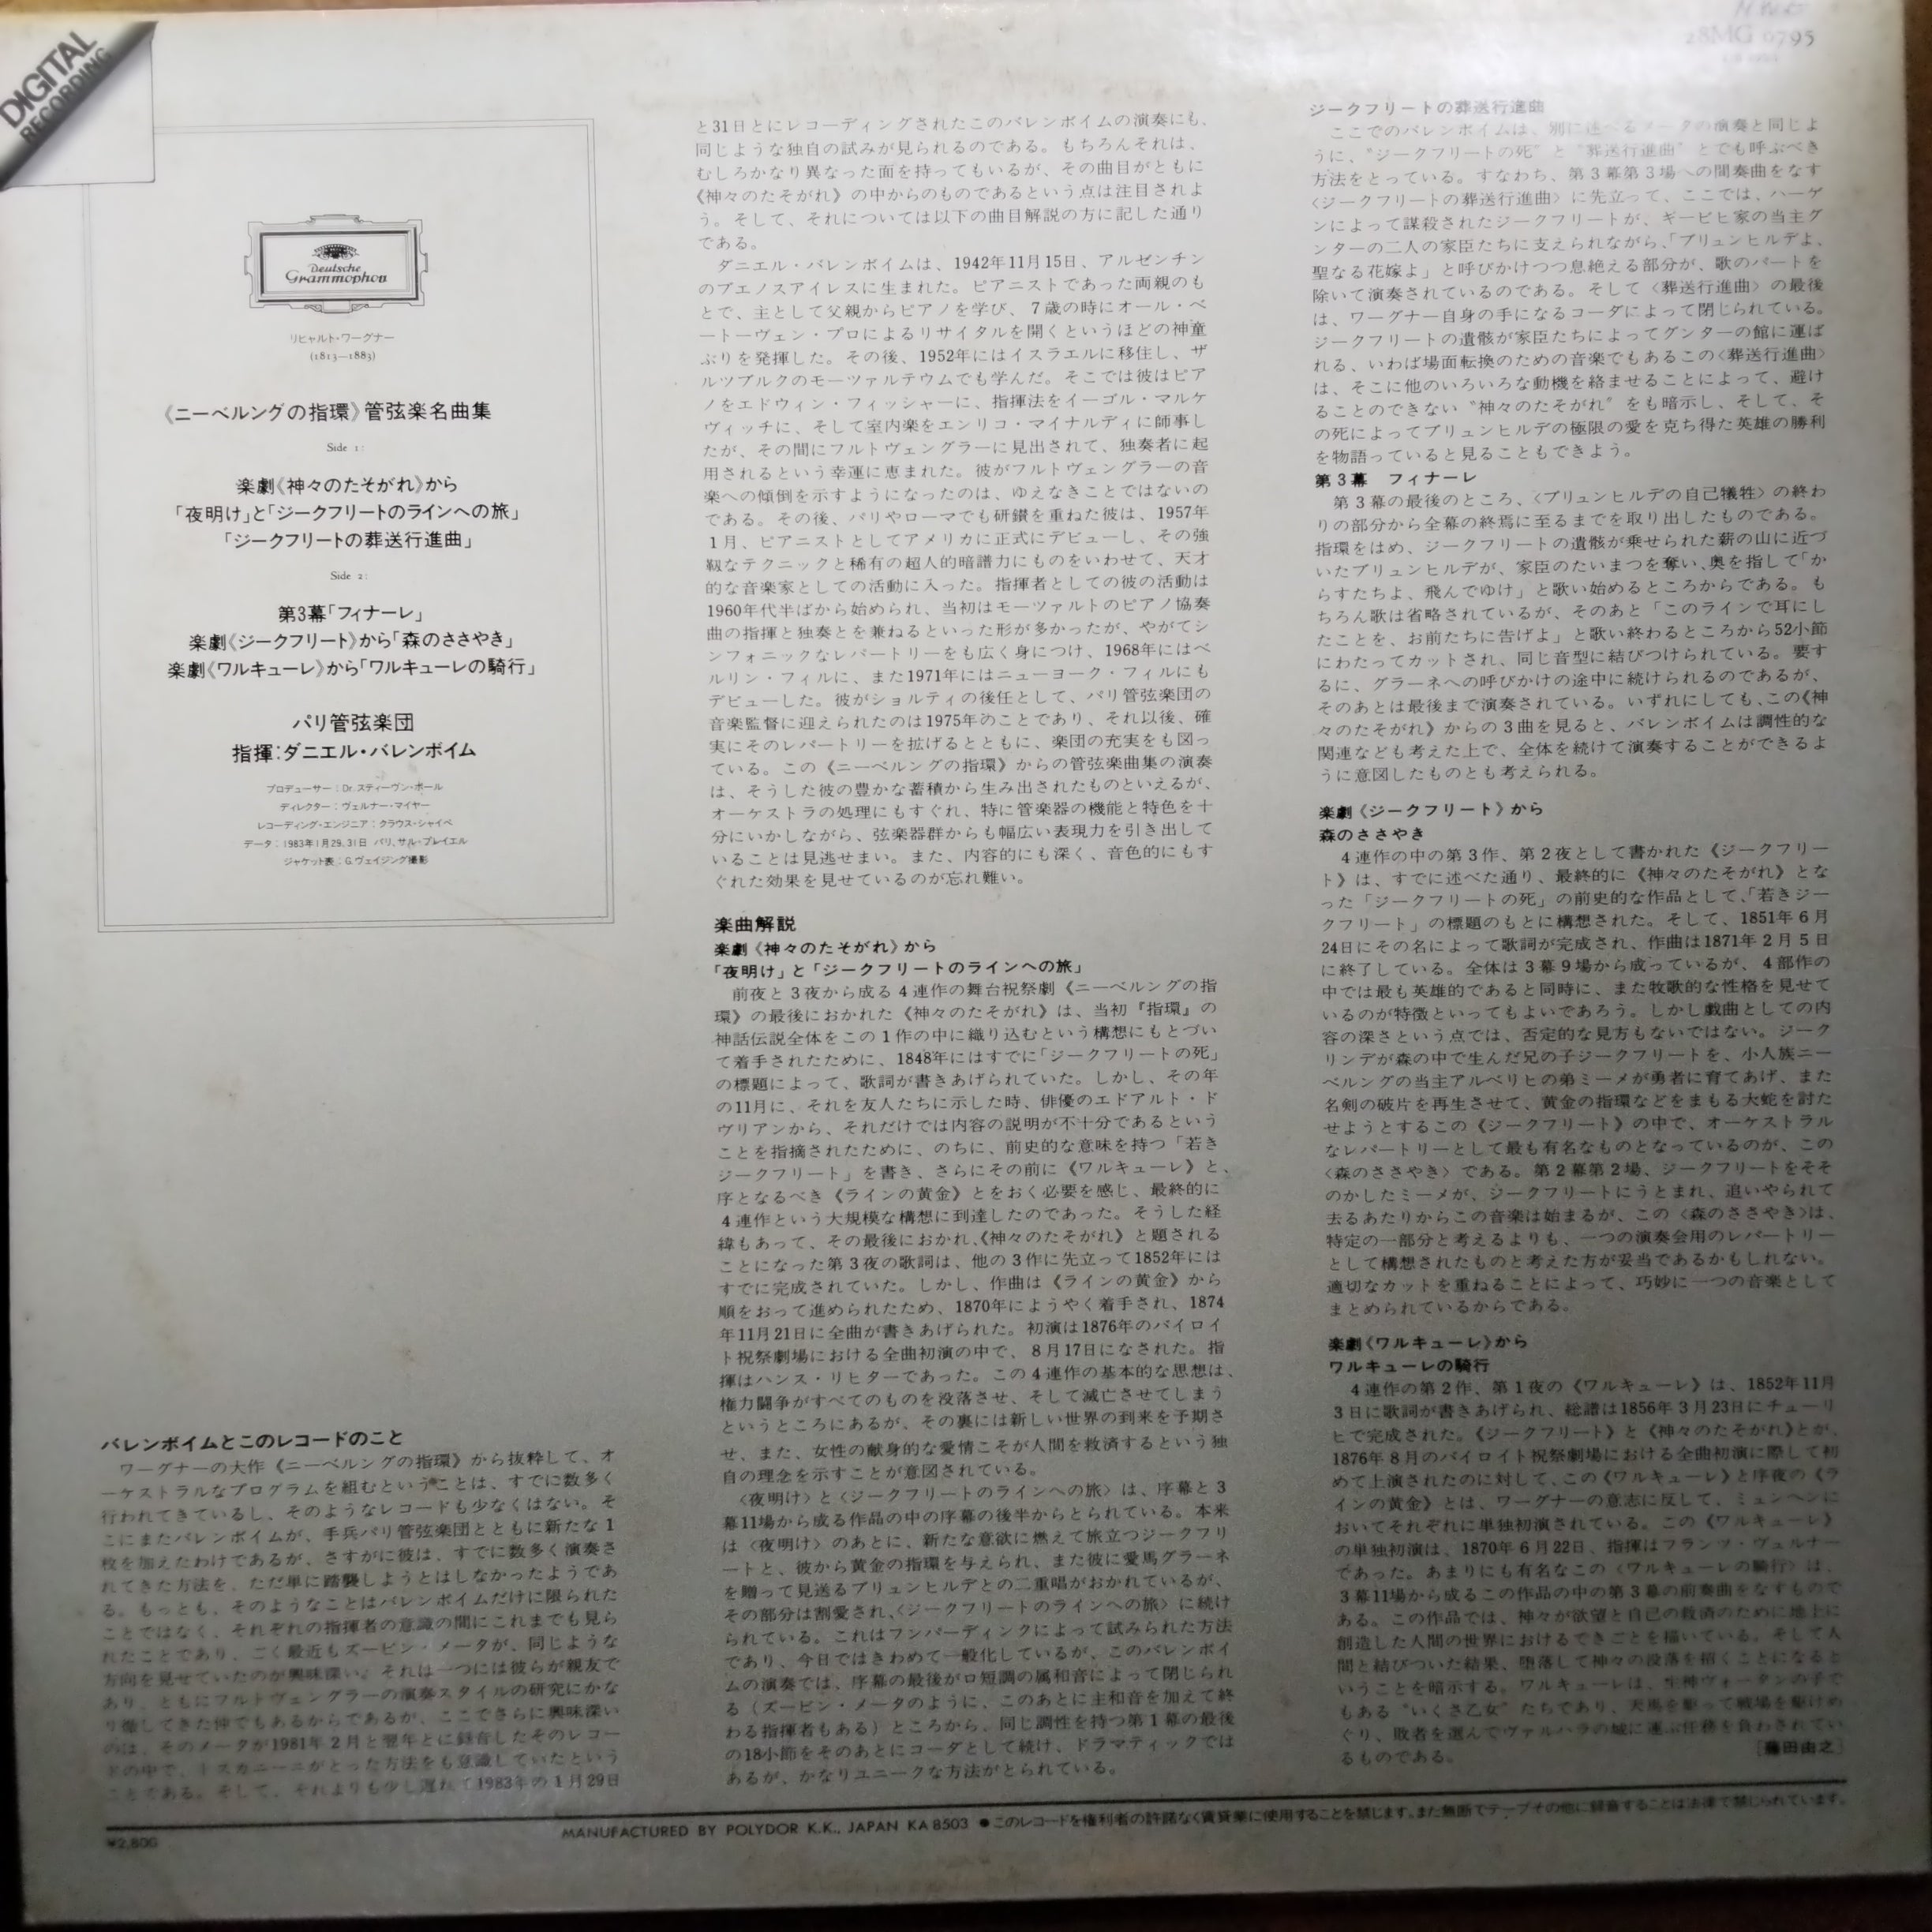 DIGITAL
RECORDING
28MG 0795
Deutsche
Grammophon
リヒャルト・ワーグナー
(1813—1883)
《ニーベルングの指環》管弦楽名曲集
Side 1:
楽劇《神々のたそがれ》から
「夜明け」と「ジークフリートのラインへの旅」
「ジークフリートの葬送行進曲」
Side 2:
第3幕「フィナーレ」
楽劇《ジークフリート》から「森のささやき」
楽劇《ワルキューレ》から「ワルキューレの騎行」
パリ管弦楽団
指揮:ダニエル・バレンボイム
プロデューサー:Dr.スティーヴン・ポール
ディレクター:ヴェルナー・マイヤー
レコーディング・エンジニア:クラウス・シャイベ
データ:1983年1月29,31日 パリ,サル・プレイエル
ジャケット表:G.ヴェイジング撮影
バレンボイムとこのレコードのこと
ワーグナーの大作《ニーベルングの指環》から抜粋して、オ
ーケストラルなプログラムを組むということは、すでに数多く
行われてきているし、そのようなレコードも少なくはない。そ
こにまたバレンボイムが、手兵パリ管弦楽団とともに新たな1
枚を加えたわけであるが、さすがに彼は、すでに数多く演奏さ
れてきた方法を、ただ単に踏襲しようとはしなかったようであ
る。もっとも、そのようなことはバレンボイムだけに限られた
ことではなく、それぞれの指揮者の意識の間にこれまでも見ら
れたことであり、ごく最近もズービン・メータが、同じような
方向を見せていたのが興味深い。それは一つには彼らが親友で
あり、ともにフルトヴェングラーの演奏スタイルの研究にかな
り徹してきた仲でもあるからであるが、ここでさらに興味深い
のは、そのメータが1981年2月と翌年とに録音したそのレコー
ドの中で、トスカニーニがとった方法をも意識していたという
ことである。そして、それよりも少し遅れて1983年の1月29日
と31日とにレコーディングされたこのバレンボイムの演奏にも、
同じような独自の試みが見られるのである。もちろんそれは、
むしろかなり異なった面を持ってもいるが、その曲目がともに
《神々のたそがれ》の中からのものであるという点は注目されよ
う。そして、それについては以下の曲目解説の方に記した通り
である。
ダニエル・バレンボイムは、1942年11月15日、アルゼンチン
のブエノスアイレスに生まれた。ピアニストであった両親のも
とで、主として父親からピアノを学び、7歳の時にオール・ベ
ートーヴェン・プロによるリサイタルを開くというほどの神童
ぶりを発揮した。その後、1952年にはイスラエルに移住し、ザ
ルツブルクのモーツァルテウムでも学んだ。そこでは彼はピア
ノをエドウィン・フィッシャーに、指揮法をイーゴル・マルケ
ヴィッチに、そして室内楽をエンリコ・マイナルディに師事し
たが、その間にフルトヴェングラーに見出されて、独奏者に起
用されるという幸運に恵まれた。彼がフルトヴェングラーの音
楽への傾倒を示すようになったのは、ゆえなきことではないの
である。その後、パリやローマでも研鑽を重ねた彼は、1957年
1月、ピアニストとしてアメリカに正式にデビューし、その強
靱なテクニックと稀有の超人的暗譜力にものをいわせて、天才
的な音楽家としての活動に入った。指揮者としての彼の活動は
1960年代半ばから始められ、当初はモーツァルトのピアノ協奏
曲の指揮と独奏とを兼ねるといった形が多かったが、やがてシ
ンフォニックなレパートリーをも広く身につけ、1968年にはベ
ルリン・フィルに、また1971年にはニューヨーク・フィルにも
デビューした。彼がショルティの後任として、パリ管弦楽団の
音楽監督に迎えられたのは1975年のことであり、それ以後、確
実にそのレパートリーを拡げるとともに、楽団の充実をも図っ
ている。この《ニーベルングの指環》からの管弦楽曲集の演奏
は、そうした彼の豊かな蓄積から生み出されたものといえるが、
オーケストラの処理にもすぐれ、特に管楽器の機能と特色を十
分にいかしながら、弦楽器群からも幅広い表現力を引き出して
いることは見逃せまい。また、内容的にも深く、音色的にもす
ぐれた効果を見せているのが忘れ難い。
楽曲解説
楽劇《神々のたそがれ》から
「夜明け」と「ジークフリートのラインへの旅」
前夜と3夜から成る4連作の舞台祝祭劇《ニーベルングの指
環》の最後におかれた《神々のたそがれ》は、当初『指環』の
神話伝説全体をこの1作の中に織り込むという構想にもとづい
て着手されたために、1848年にはすでに「ジークフリートの死」
の標題によって、歌詞が書きあげられていた。しかし、その年
の11月に、それを友人たちに示した時、俳優のエドアルト・ド
ヴリアンから、それだけでは内容の説明が不十分であるという
ことを指摘されたために、のちに、前史的な意味を持つ「若き
ジークフリート」を書き、さらにその前に《ワルキューレ》と、
序となるべき《ラインの黄金》とをおく必要を感じ、最終的に
4連作という大規模な構想に到達したのであった。そうした経
緯もあって、その最後におかれ、《神々のたそがれ》と題される
ことになった第3夜の歌詞は、他の3作に先立って1852年には
すでに完成されていた。しかし、作曲は《ラインの黄金》から
順をおって進められたため、1870年にようやく着手され、1874
年11月21日に全曲が書きあげられた。初演は1876年のバイロイ
ト祝祭劇場における全曲初演の中で、8月17日になされた。指
揮はハンス・リヒターであった。この4連作の基本的な思想は、
権力闘争がすべてのものを没落させ、そして滅亡させてしまう
というところにあるが、その裏には新しい世界の到来を予期さ
せ、また、女性の献身的な愛情こそが人間を救済するという独
自の理念を示すことが意図されている。
〈夜明け〉と〈ジークフリートのラインへの旅〉は、序幕と3
幕11場から成る作品の中の序幕の後半からとられている。本来
は〈夜明け〉のあとに、新たな意欲に燃えて旅立つジークフリ
ートと、彼から黄金の指環を与えられ、また彼に愛馬グラーネ
を贈って見送るブリュンヒルデとの二重唱がおかれているが、
その部分は割愛され、〈ジークフリートのラインへの旅〉に続け
られている。これはフンパーディンクによって試みられた方法
であり、今日ではきわめて一般化しているが、このバレンボイ
ムの演奏では、序幕の最後がロ短調の属和音によって閉じられ
る(ズービン・メータのように、このあとに主和音を加えて終
わる指揮者もある)ところから、同じ調性を持つ第1幕の最後
の18小節をそのあとにコーダとして続け、ドラマティックでは
あるが、かなりユニークな方法がとられている。
ジークフリートの葬送行進曲
ここでのバレンボイムは、別に述べるメータの演奏と同じよ
うに、"ジークフリートの死"と"葬送行進曲"とでも呼ぶべき
方法をとっている。すなわち、第3幕第3場への間奏曲をなす
〈ジークフリートの葬送行進曲〉に先立って、ここでは、ハーゲ
ンによって謀殺されたジークフリートが、ギービヒ家の当主グ
ンターの二人の家臣たちに支えられながら、「ブリュンヒルデよ、
聖なる花嫁よ」と呼びかけつつ息絶える部分が、歌のパートを
除いて演奏されているのである。そして〈葬送行進曲〉の最後
は、ワーグナー自身の手になるコーダによって閉じられている。
ジークフリートの遺骸が家臣たちによってグンターの館に運ば
れる、いわば場面転換のための音楽でもあるこの〈葬送行進曲〉
は、そこに他のいろいろな動機を絡ませることによって、避け
ることのできない"神々のたそがれ"をも暗示し、そして、そ
の死によってブリュンヒルデの極限の愛を克ち得た英雄の勝利
を物語っていると見ることもできよう。
第3幕 フィナーレ
第3幕の最後のところ、〈ブリュンヒルデの自己犠牲〉の終わ
りの部分から全幕の終焉に至るまでを取り出したものである。
指環をはめ、ジークフリートの遺骸が乗せられた薪の山に近づ
いたブリュンヒルデが、家臣のたいまつを奪い、奥を指して「か
らすたちよ、飛んでゆけ」と歌い始めるところからである。も
ちろん歌は省略されているが、そのあと「このラインで耳にし
たことを、お前たちに告げよ」と歌い終わるところから52小節
にわたってカットされ、同じ音型に結びつけられている。要す
るに、グラーネへの呼びかけの途中に続けられるのであるが、
そのあとは最後まで演奏されている。いずれにしても、この《神
々のたそがれ》からの3曲を見ると、バレンボイムは調性的な
関連なども考えた上で、全体を続けて演奏することができるよ
うに意図したものとも考えられる。
楽劇《ジークフリート》から
森のささやき
4連作の中の第3作、第2夜として書かれた《ジークフリー
ト》は、すでに述べた通り、最終的に《神々のたそがれ》とな
った「ジークフリートの死」の前史的な作品として、「若きジー
クフリート」の標題のもとに構想された。そして、1851年6月
24日にその名によって歌詞が完成され、作曲は1871年2月5日
に終了している。全体は3幕9場から成っているが、4部作の
中では最も英雄的であると同時に、また牧歌的な性格を見せて
いるのが特徴といってもよいであろう。しかし戯曲としての内
容の深さという点では、否定的な見方もないではない。ジーク
リンデが森の中で生んだ兄の子ジークフリートを、小人族ニー
ベルングの当主アルベリヒの弟ミーメが勇者に育てあげ、また
名剣の破片を再生させて、黄金の指環などをまもる大蛇を討た
せようとするこの《ジークフリート》の中で、オーケストラル
なレパートリーとして最も有名なものとなっているのが、この
〈森のささやき〉である。第2幕第2場、ジークフリートをそそ
のかしたミーメが、ジークフリートにうとまれ、追いやられて
去るあたりからこの音楽は始まるが、この〈森のささやき〉は、
特定の一部分と考えるよりも、一つの演奏会用のレパートリー
として構想されたものと考えた方が妥当であるかもしれない。
適切なカットを重ねることによって、巧妙に一つの音楽として
まとめられているからである。
楽劇《ワルキューレ》から
ワルキューレの騎行
4連作の第2作、第1夜の《ワルキューレ》は、1852年11月
3日に歌詞が書きあげられ、総譜は1856年3月23日にチューリ
ヒで完成された。《ジークフリート》と《神々のたそがれ》とが、
1876年8月のバイロイト祝祭劇場における全曲初演に際して初
めて上演されたのに対して、この《ワルキューレ》と序夜の《ラ
インの黄金》とは、ワーグナーの意志に反して、ミュンヘンに
おいてそれぞれに単独初演されている。この《ワルキューレ》
の単独初演は、1870年6月22日、指揮はフランツ・ヴュルナー
であった。あまりにも有名なこの〈ワルキューレの騎行〉は、
3幕11場から成るこの作品の中の第3幕の前奏曲をなすもので
ある。この作品では、神々が欲望と自己の救済のために地上に
創造した人間の世界におけるできごとを描いている。そして人
間と結びついた結果、堕落して神々の没落を招くことになると
いうことを暗示する。ワルキューレは、主神ヴォータンの子で
もある"いくさ乙女"たちであり、天馬を駆って戦場を駆けめ
ぐり、敗者を選んでヴァルハラの城に運ぶ任務を負わされてい
るものである。
[藤田由之]
¥2,800
MANUFACTURED BY POLYDOR K.K., JAPAN KA 8503 ●このレコードを権利者の許諾なく賃貸業に使用することを禁じます。また無断でテープその他に録音することは法律で禁じられています。